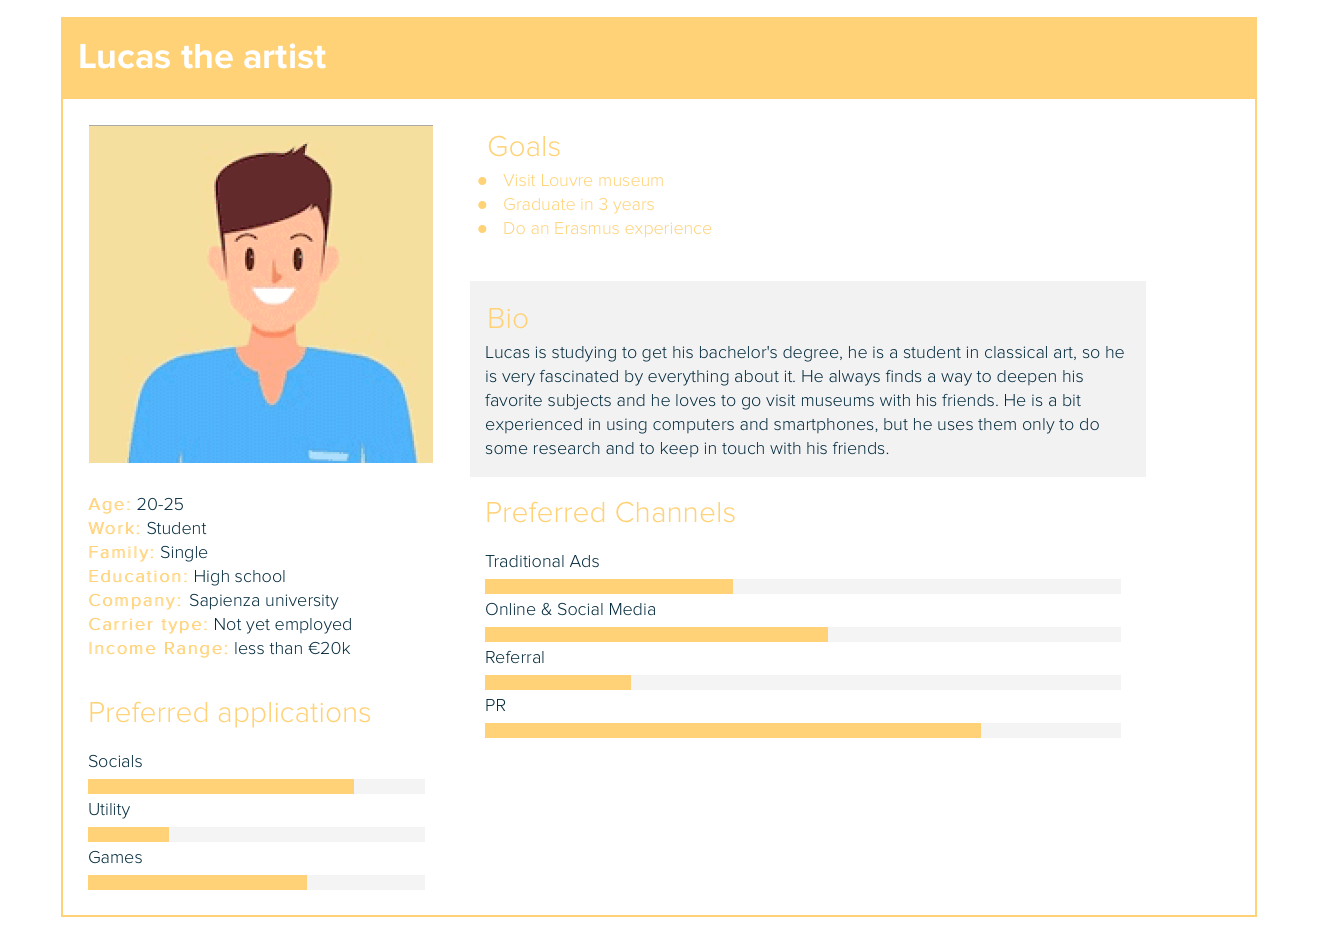 Lucas the artist
Goals
● Visit Louvre museum
● Graduate in 3 years
● Do an Erasmus experience
Bio
Lucas is studying to get his bachelor's degree, he is a student in classical art, so he
is very fascinated by everything about it. He always finds a way to deepen his
favorite subjects and he loves to go visit museums with his friends. He is a bit
experienced in using computers and smartphones, but he uses them only to do
some research and to keep in touch with his friends.
Age: 20-25
Work: Student
Family: Single
Education: High school
Company: Sapienza university
Carrier type: Not yet employed
Income Range: less than €20k
Preferred applications
Socials
Utility
Games
Preferred Channels
Traditional Ads
Online & Social Media
Referral
PR